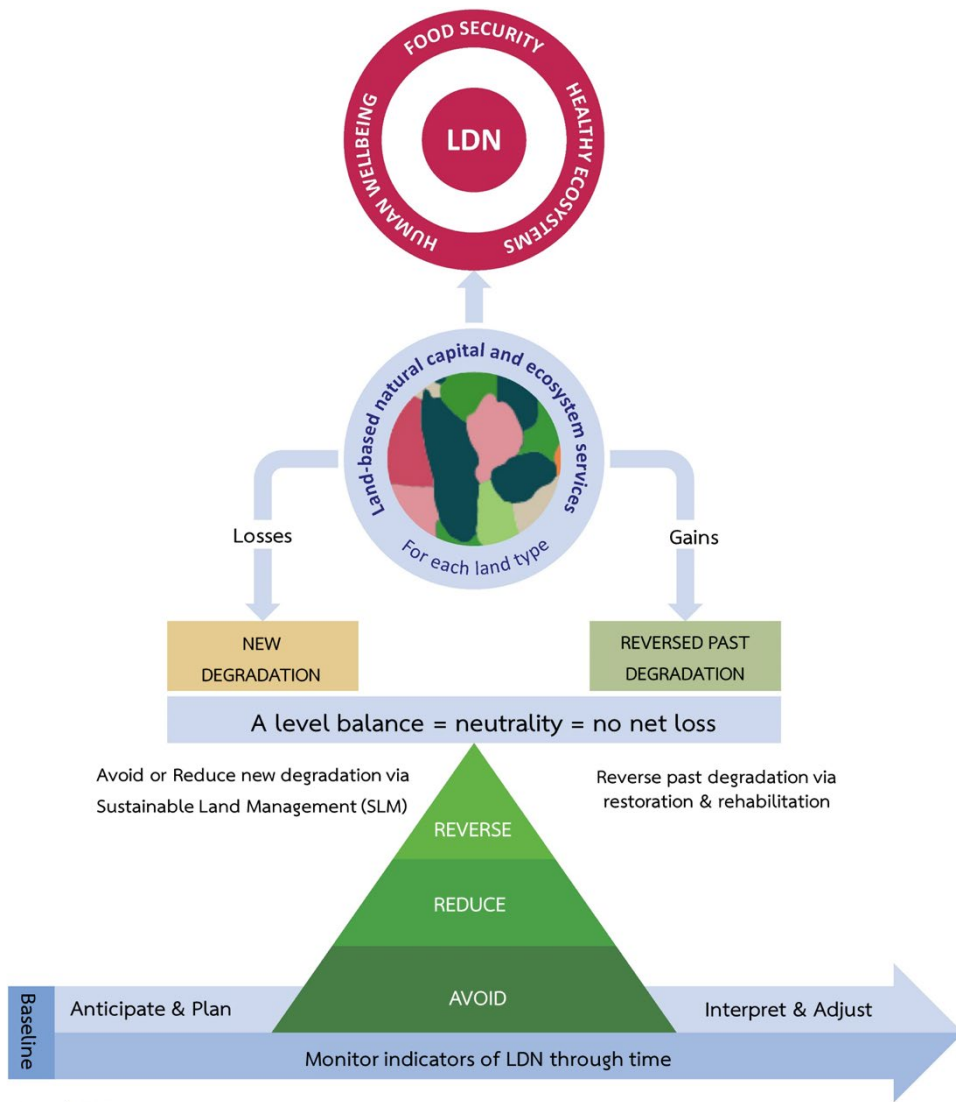 FOOD SECURITY
HUMAN WELLBEING
HEALTHY ECOSYSTEMS
LDN
Land-based natural capital and ecosystem services
For each land type
Losses
Gains
NEW
DEGRADATION
REVERSED PAST
DEGRADATION
A level balance = neutrality = no net loss
Avoid or Reduce new degradation via
Sustainable Land Management (SLM)
Reverse past degradation via
restoration & rehabilitation
REVERSE
REDUCE
AVOID
Baseline
Anticipate & Plan
Interpret & Adjust
Monitor indicators of LDN through time